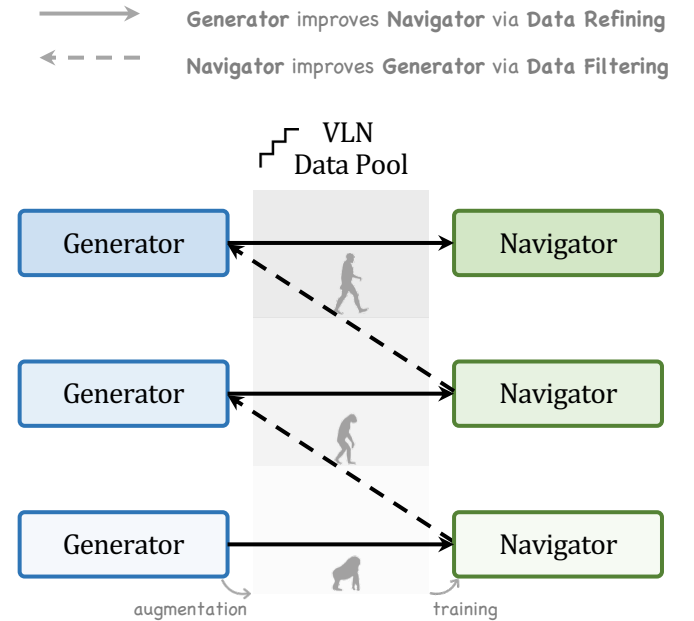 Generator improves Navigator via Data Refining
Navigator improves Generator via Data Filtering
VLN
Data Pool
Generator
Navigator
Generator
Navigator
Generator
Navigator
augmentation
training